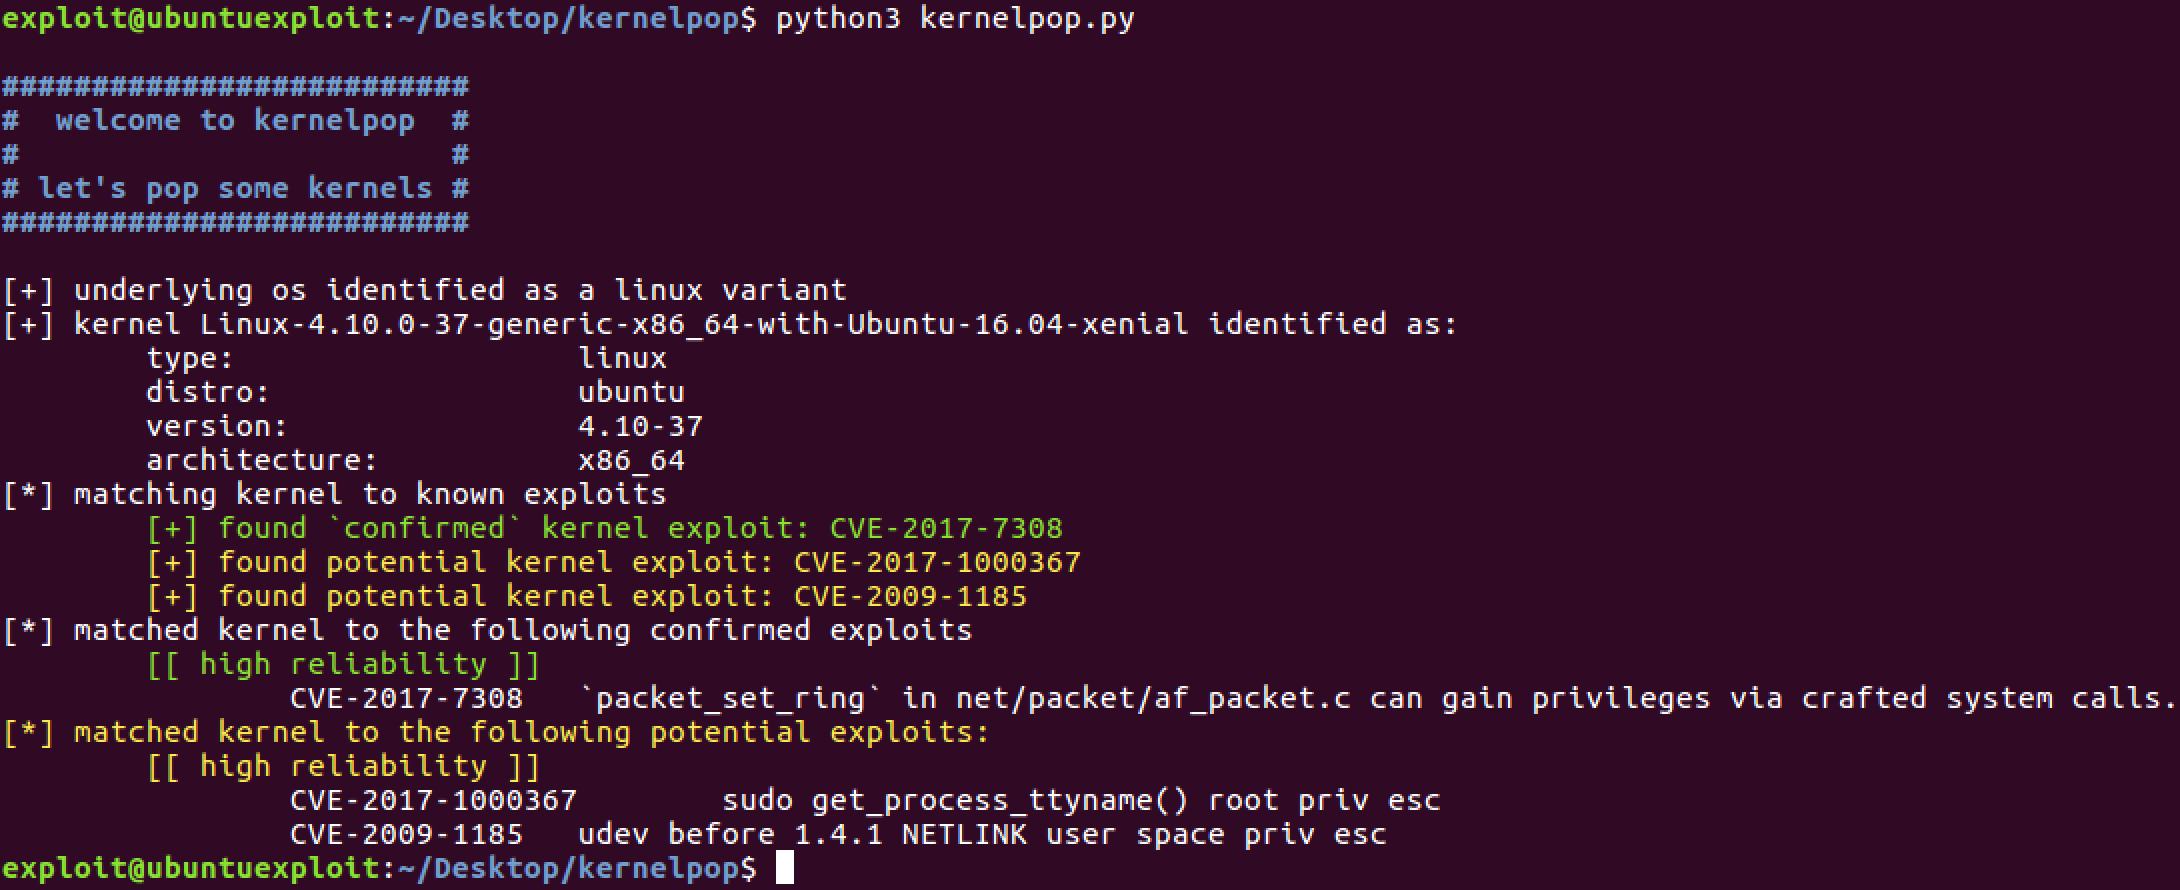 exploit@ubuntuexploit:~/Desktop/kernelpop$ python3 kernelpop.py
##########################
#  welcome to kernelpop  #
#                        #
# let's pop some kernels #
##########################
[+] underlying os identified as a linux variant
[+] kernel Linux-4.10.0-37-generic-x86_64-with-Ubuntu-16.04-xenial identified as:
        type:                   linux
        distro:                 ubuntu
        version:                4.10-37
        architecture:           x86_64
[*] matching kernel to known exploits
        [+] found `confirmed` kernel exploit: CVE-2017-7308
        [+] found potential kernel exploit: CVE-2017-1000367
        [+] found potential kernel exploit: CVE-2009-1185
[*] matched kernel to the following confirmed exploits
        [[ high reliability ]]
                CVE-2017-7308   `packet_set_ring` in net/packet/af_packet.c can gain privileges via crafted system calls.
[*] matched kernel to the following potential exploits:
        [[ high reliability ]]
                CVE-2017-1000367        sudo get_process_ttyname() root priv esc
                CVE-2009-1185   udev before 1.4.1 NETLINK user space priv esc
exploit@ubuntuexploit:~/Desktop/kernelpop$